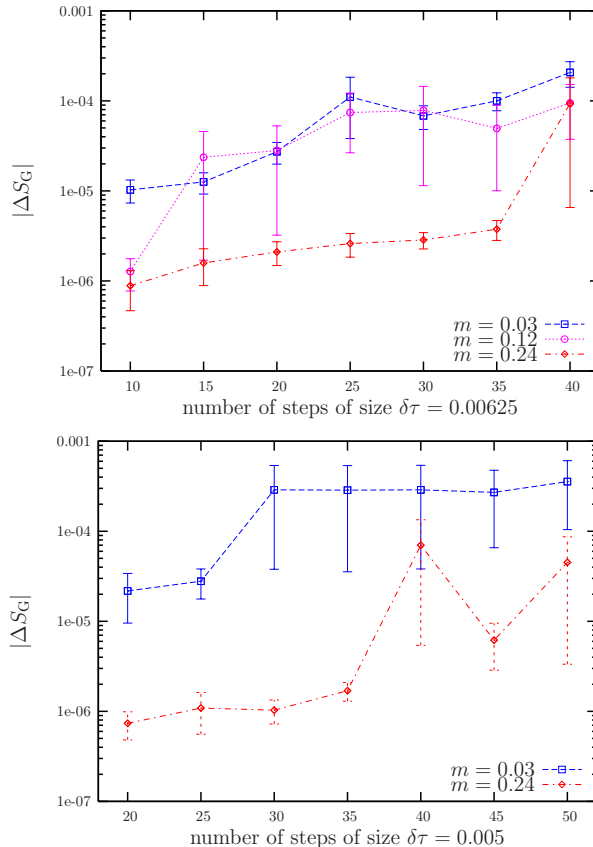 0.001
1e-04
1e-05
1e-06
1e-07
|ΔS_G|
m = 0.03
m = 0.12
m = 0.24
10 15 20 25 30 35 40
number of steps of size δτ = 0.00625
0.001
1e-04
1e-05
1e-06
1e-07
|ΔS_G|
m = 0.03
m = 0.24
20 25 30 35 40 45 50
number of steps of size δτ = 0.005